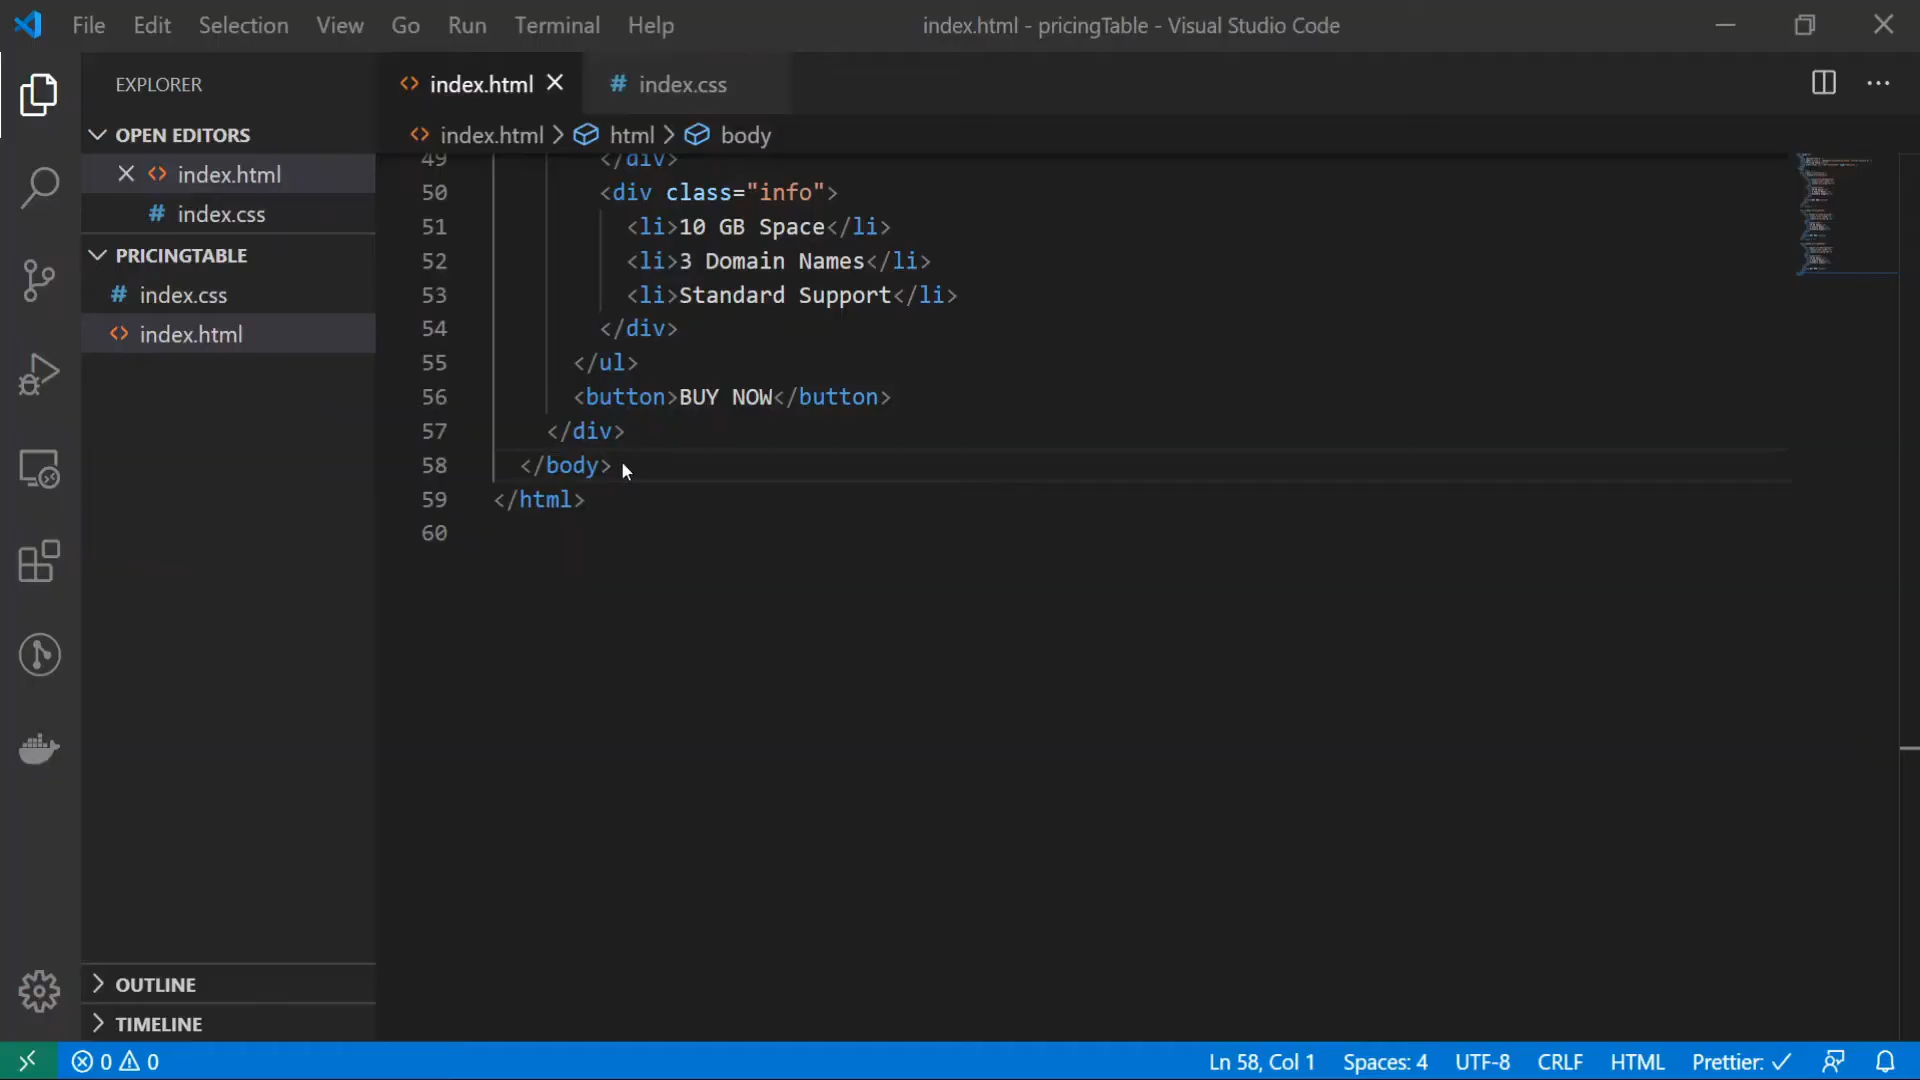 File Edit Selection View Go Run Terminal Help
index.html - pricingTable - Visual Studio Code
EXPLORER
OPEN EDITORS
index.html
# index.css
PRICINGTABLE
# index.css
<> index.html
OUTLINE
TIMELINE
<> index.html # index.css
<> index.html > html > body
49 </div>
50 <div class="info">
51 <li>10 GB Space</li>
52 <li>3 Domain Names</li>
53 <li>Standard Support</li>
54 </div>
55 </ul>
56 <button>BUY NOW</button>
57 </div>
58 </body>
59 </html>
60
0 0
Ln 58, Col 1 Spaces: 4 UTF-8 CRLF HTML Prettier: ✓